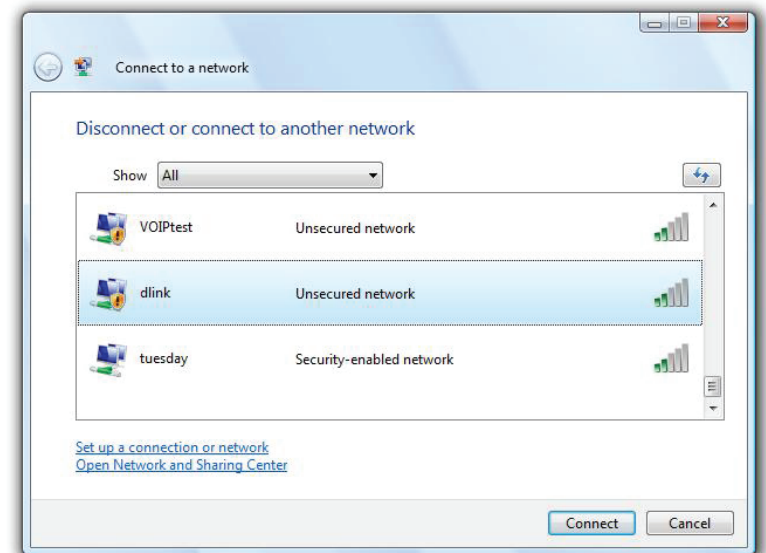 Connect to a network
Disconnect or connect to another network
Show All
VOIPtest Unsecured network
dlink Unsecured network
tuesday Security-enabled network
Set up a connection or network
Open Network and Sharing Center
Connect Cancel